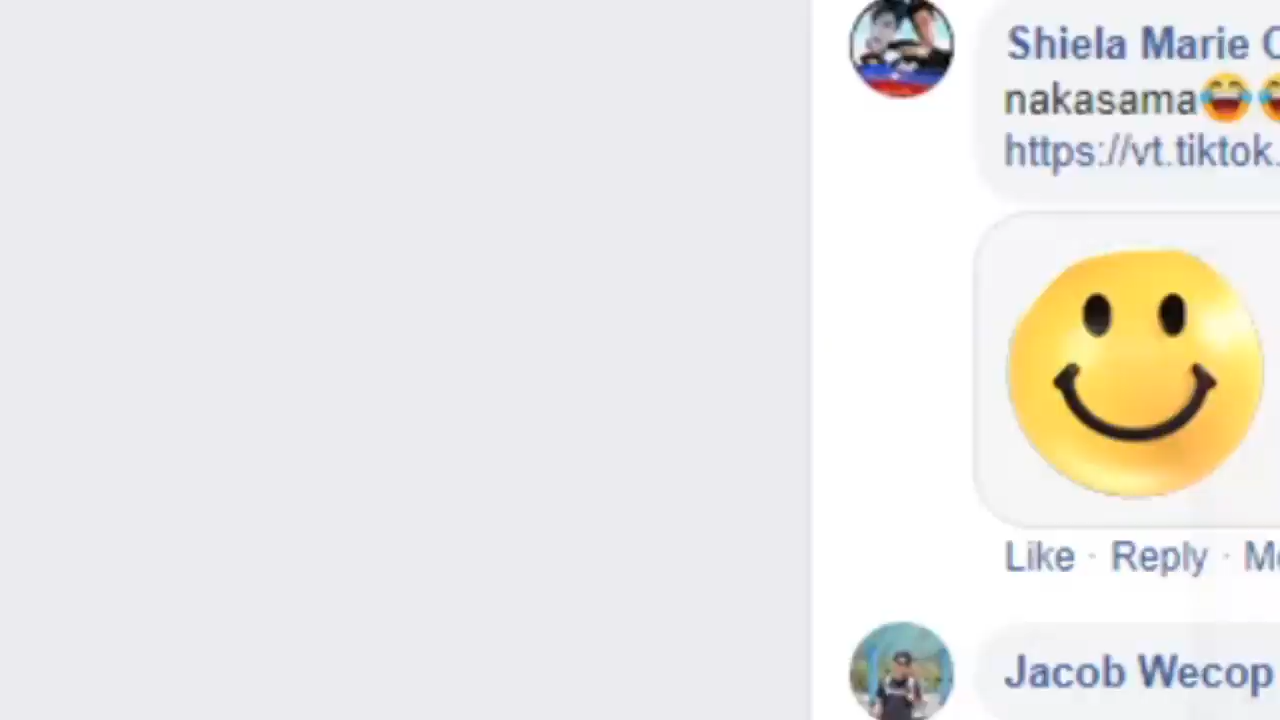 Shiela Marie
nakasama😂
https://vt.tiktok.
Like · Reply ·
Jacob Wecop